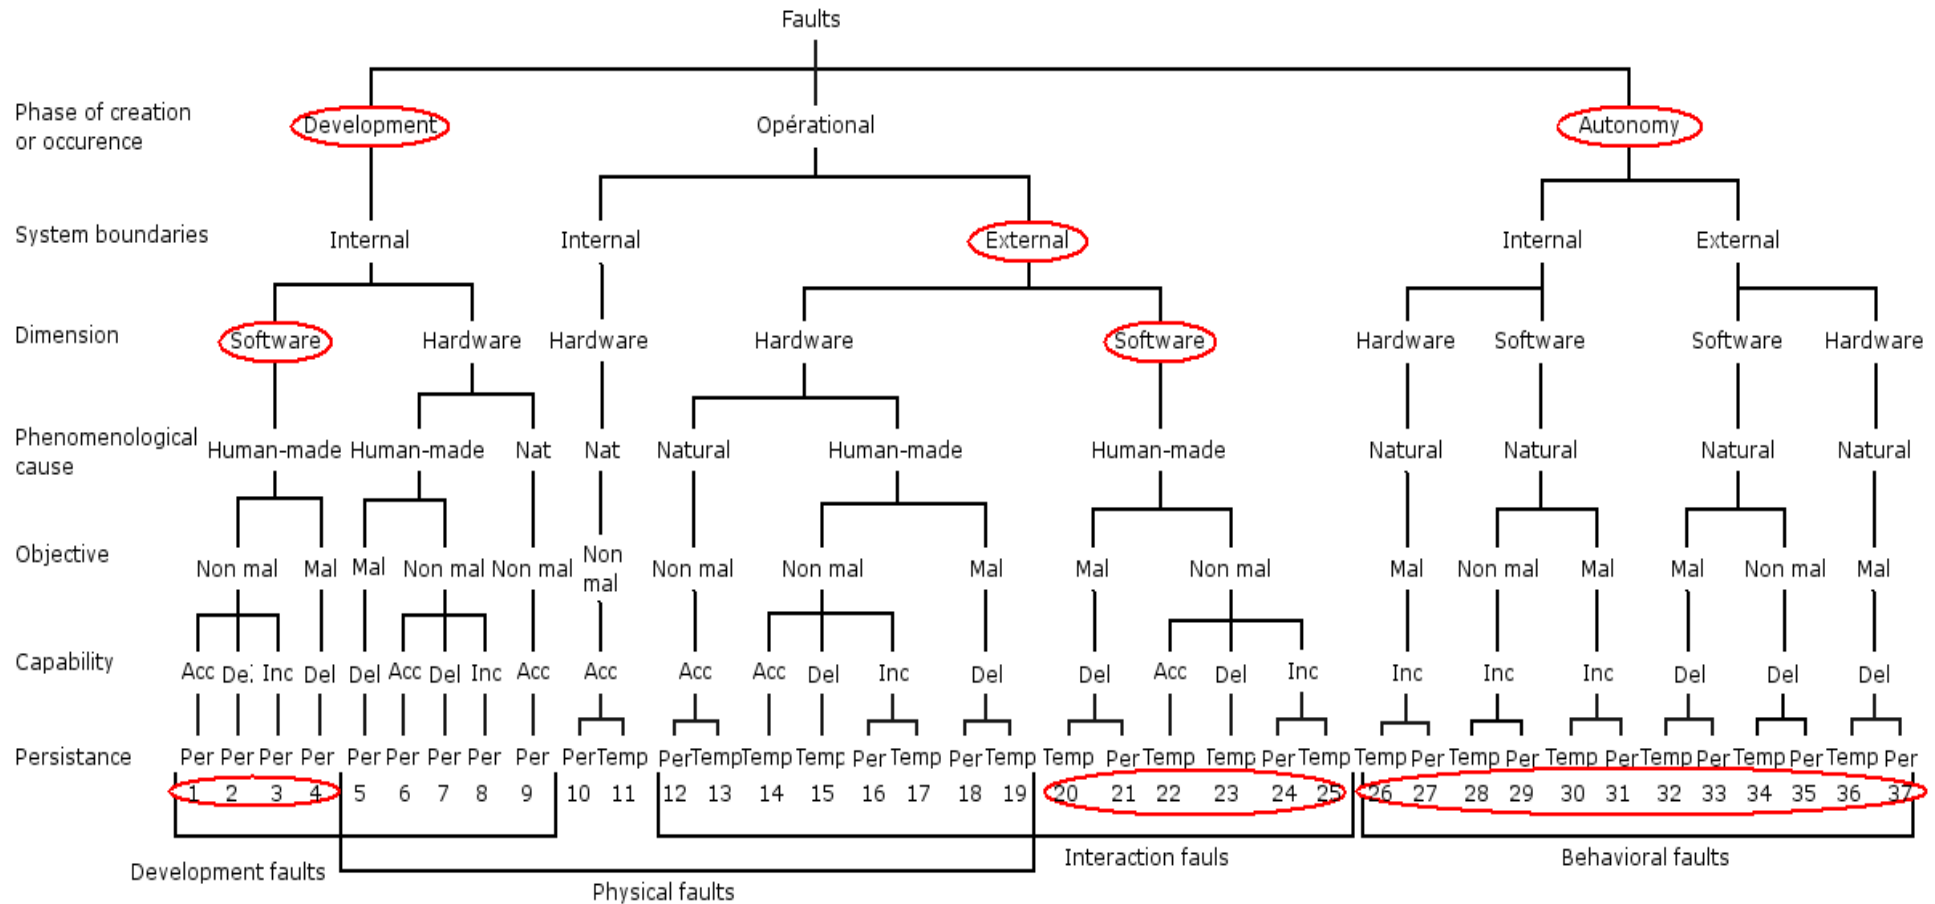 Faults
Phase of creation
or occurence
Development Opérational Autonomy
System boundaries
Internal Internal External Internal External
Dimension
Software Hardware Hardware Hardware Software Hardware Software Software Hardware
Phenomenological
cause
Human-made Human-made Nat Nat Natural Human-made Human-made Natural Natural Natural Natural
Objective
Non mal Mal Mal Non mal Non mal Non
mal Non mal Non mal Mal Mal Non mal Mal Non mal Mal Mal Non mal Mal
Capability
Acc Del Inc Del Del Acc Del Inc Acc Acc Acc Acc Del Inc Del Del Acc Del Inc Inc Inc Inc Del Del Del
Persistance
Per Per Per Per Per Per Per Per Per Per Temp Per Temp Temp Temp Per Temp Per Temp Temp Per Temp Temp Per Temp Temp Per Temp Per Temp Per Temp Per Temp Per Temp Per
1 2 3 4 5 6 7 8 9 10 11 12 13 14 15 16 17 18 19 20 21 22 23 24 25 26 27 28 29 30 31 32 33 34 35 36 37
Development faults
Physical faults
Interaction fauls
Behavioral faults